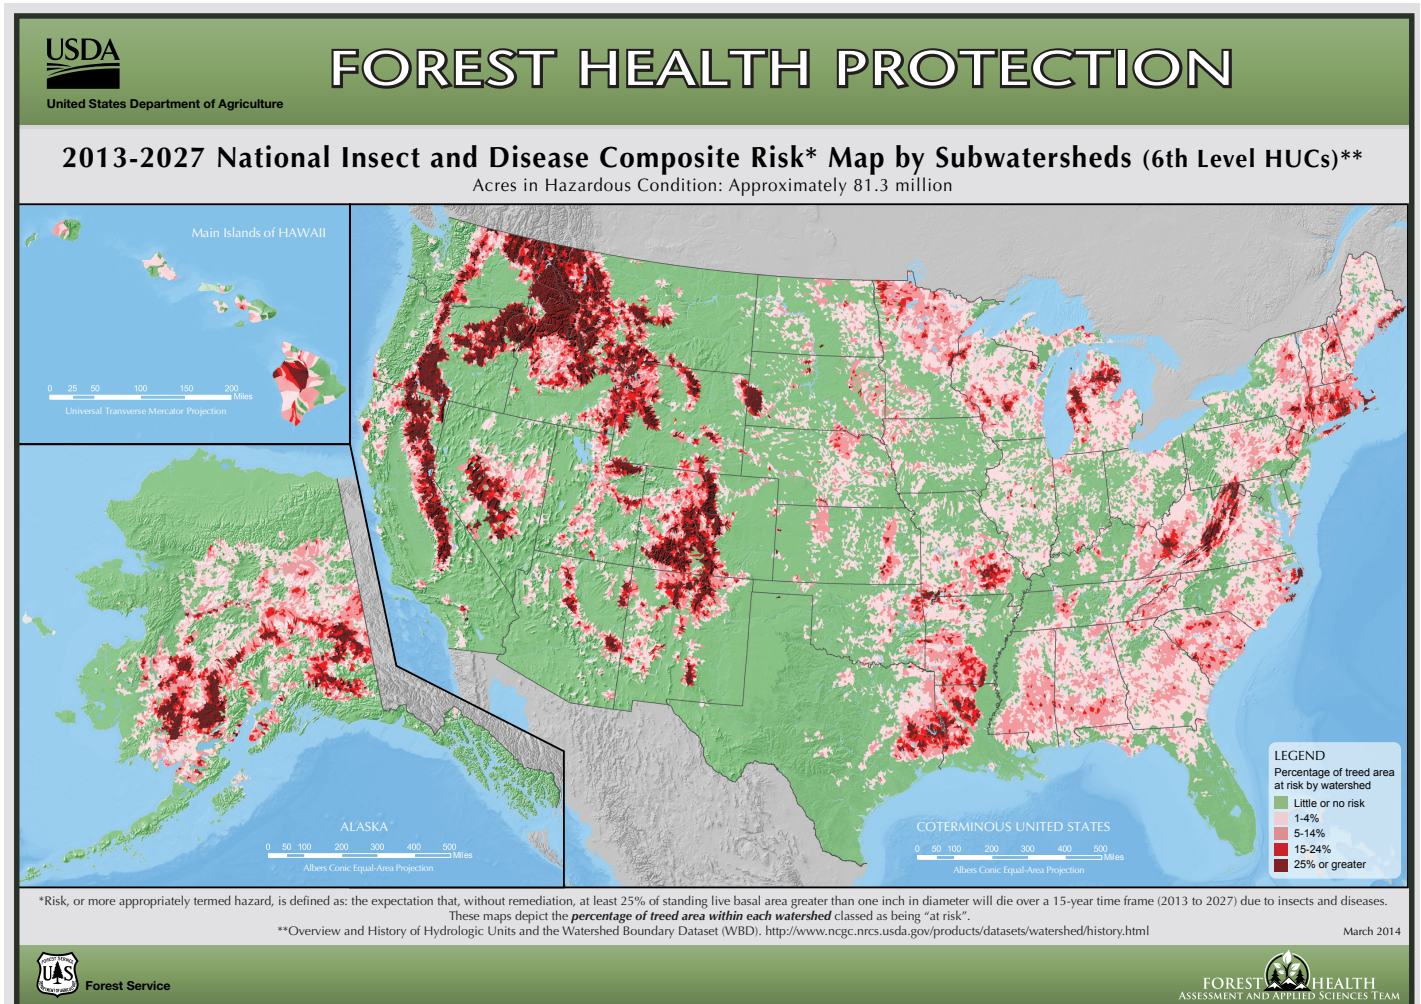 USDA
United States Department of Agriculture
FOREST HEALTH PROTECTION
2013-2027 National Insect and Disease Composite Risk* Map by Subwatersheds (6th Level HUCs)**
Acres in Hazardous Condition: Approximately 81.3 million
Main Islands of HAWAII
0 25 50 100 150 200
Miles
Universal Transverse Mercator Projection
ALASKA
0 50 100 200 300 400 500
Miles
Albers Conic Equal-Area Projection
COTERMINOUS UNITED STATES
0 50 100 200 300 400 500
Miles
Albers Conic Equal-Area Projection
LEGEND
Percentage of treed area
at risk by watershed
Little or no risk
1-4%
5-14%
15-24%
25% or greater
*Risk, or more appropriately termed hazard, is defined as: the expectation that, without remediation, at least 25% of standing live basal area greater than one inch in diameter will die over a 15-year time frame (2013 to 2027) due to insects and diseases.
These maps depict the percentage of treed area within each watershed classed as being “at risk”.
**Overview and History of Hydrologic Units and the Watershed Boundary Dataset (WBD). http://www.ncgc.nrcs.usda.gov/products/datasets/watershed/history.html
March 2014
FOREST SERVICE
U S
DEPARTMENT OF AGRICULTURE
Forest Service
FOREST HEALTH
ASSESSMENT AND APPLIED SCIENCES TEAM